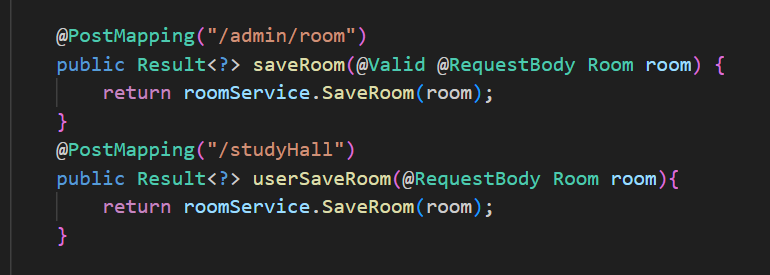 @PostMapping("/admin/room")
public Result<?> saveRoom(@Valid @RequestBody Room room) {
return roomService.SaveRoom(room);
}
@PostMapping("/studyHall")
public Result<?> userSaveRoom(@RequestBody Room room){
return roomService.SaveRoom(room);
}